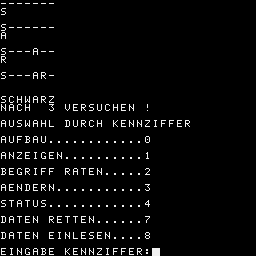 -------
S
S------
A
S---A--
R
S---AR-
SCHWARZ
NACH  3 VERSUCHEN !
AUSWAHL DURCH KENNZIFFER
AUFBAU............0
ANZEIGEN..........1
BEGRIFF RATEN.....2
AENDERN...........3
STATUS............4
DATEN RETTEN......7
DATEN EINLESEN....8
EINGABE KENNZIFFER: